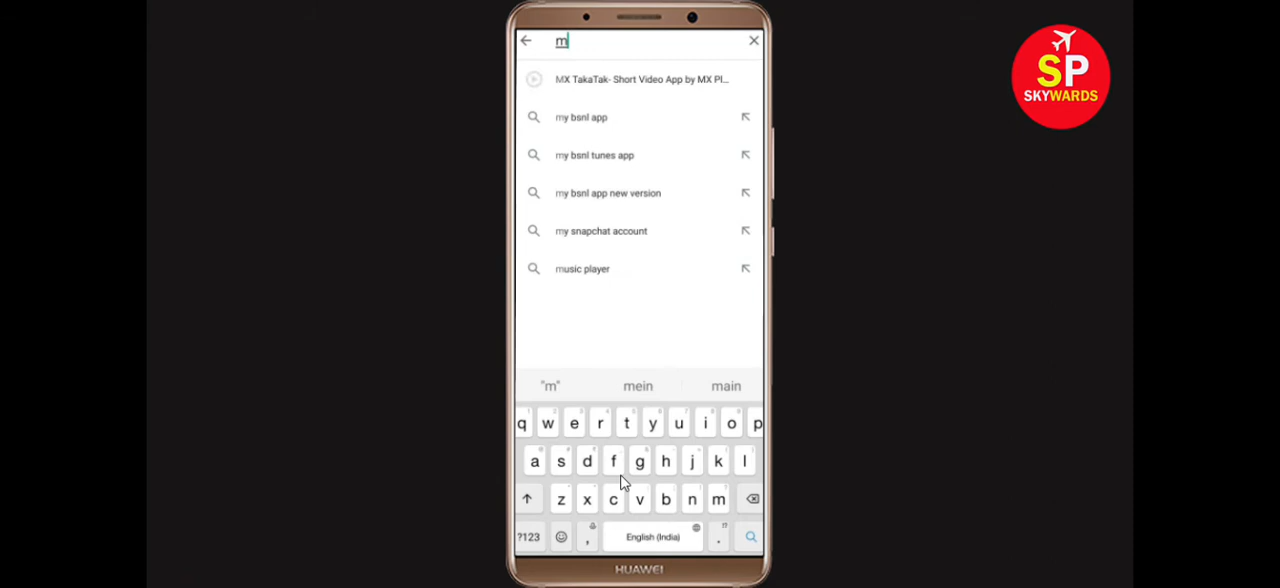 m
MX TakaTak- Short Video App by MX Pl...
my bsnl app
my bsnl tunes app
my bsnl app new version
my snapchat account
music player
"m" mein main
q w e r t y u i o p
a s d f g h j k l
z x c v b n m
?123 , English (India) .
HUAWEI
SP
SKYWARDS